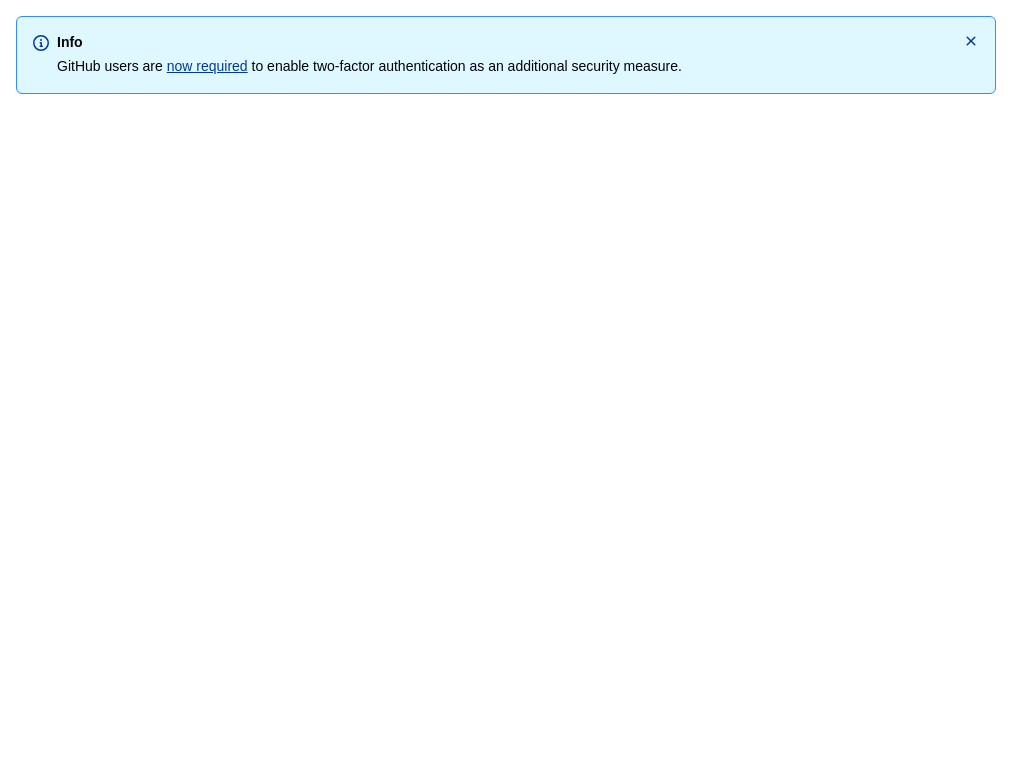 Info
GitHub users are now required to enable two-factor authentication as an additional security measure.